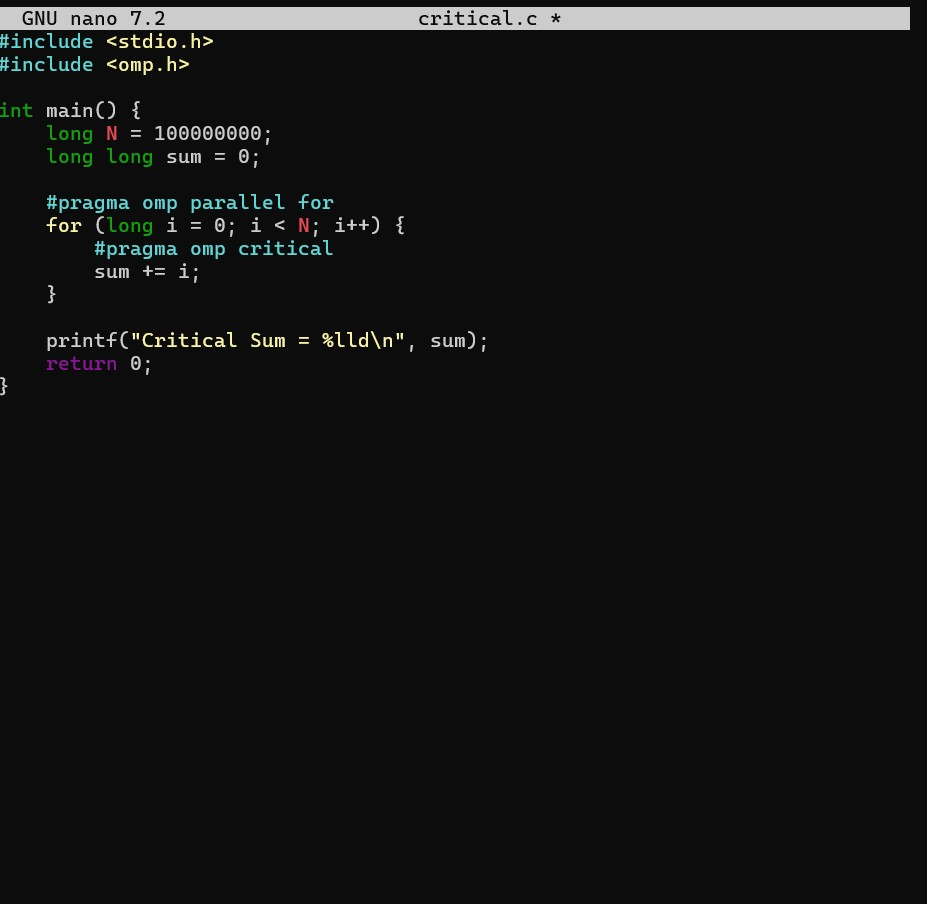 GNU nano 7.2 critical.c *
#include <stdio.h>
#include <omp.h>
int main() {
    long N = 100000000;
    long long sum = 0;
    #pragma omp parallel for
    for (long i = 0; i < N; i++) {
        #pragma omp critical
        sum += i;
    }
    printf("Critical Sum = %lld\n", sum);
    return 0;
}